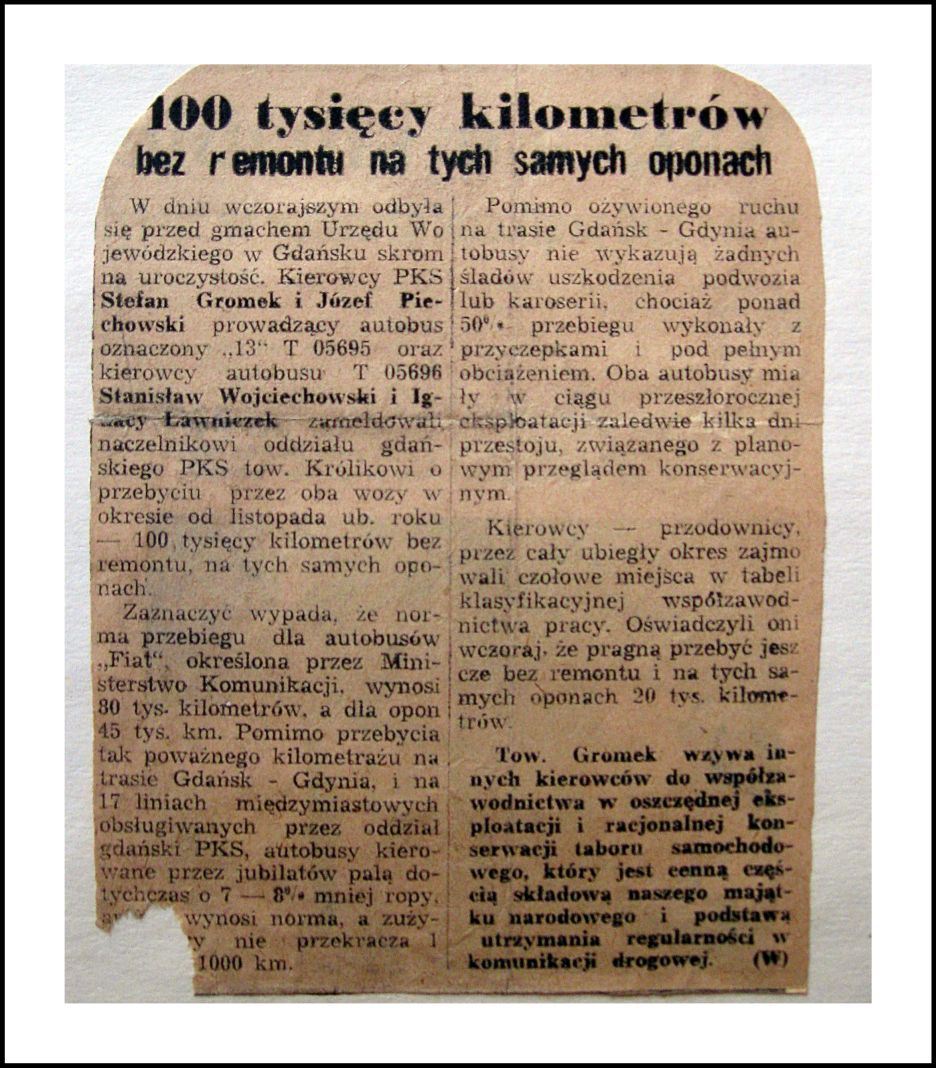 100 tysięcy kilometrów
bez remontu na tych samych oponach
W dniu wczorajszym odbyła
się przed gmachem Urzędu Wo
jewódzkiego w Gdańsku skrom
na uroczystość. Kierowcy PKS
Stefan Gromek i Józef Pie-
chowski prowadzący autobus
oznaczony „13“ T 05695 oraz
kierowcy autobusu T 05696
Stanisław Wojciechowski i Ig-
nacy Ławniczek zameldowali
naczelnikowi oddziału gdań-
skiego PKS tow. Królikowi o
przebyciu przez oba wozy w
okresie od listopada ub. roku
— 100 tysięcy kilometrów bez
remontu, na tych samych opo-
nach.
Zaznaczyć wypada, że nor-
ma przebiegu dla autobusów
„Fiat“, określona przez Mini-
sterstwo Komunikacji, wynosi
80 tys. kilometrów, a dla opon
45 tys. km. Pomimo przebycia
tak poważnego kilometrażu na
trasie Gdańsk - Gdynia, i na
17 liniach międzymiastowych
obsługiwanych przez oddział
gdański PKS, autobusy kiero-
wane przez jubilatów palą do-
tychczas o 7 — 8% mniej ropy,
wynosi norma, a zuży-
nie przekracza 1
1000 km.
Pomimo ożywionego ruchu
na trasie Gdańsk - Gdynia au-
tobusy nie wykazują żadnych
śladów uszkodzenia podwozia
lub karoserii, chociaż ponad
50% przebiegu wykonały z
przyczepkami i pod pełnym
obciążeniem. Oba autobusy mia
ły w ciągu przeszłorocznej
eksploatacji zaledwie kilka dni
przestoju, związanego z plano-
wym przeglądem konserwacyj-
nym.
Kierowcy — przodownicy,
przez cały ubiegły okres zajmo
wali czołowe miejsca w tabeli
klasyfikacyjnej współzawod-
nictwa pracy. Oświadczyli oni
wczoraj, że pragną przebyć jesz
cze bez remontu i na tych sa-
mych oponach 20 tys. kilome-
trów.
Tow. Gromek wzywa in-
nych kierowców do współza-
wodnictwa w oszczędnej eks-
ploatacji i racjonalnej kon-
serwacji taboru samochodo-
wego, który jest cenną częś-
cią składową naszego mająt-
ku narodowego i podstawą
utrzymania regularności w
komunikacji drogowej. (W)